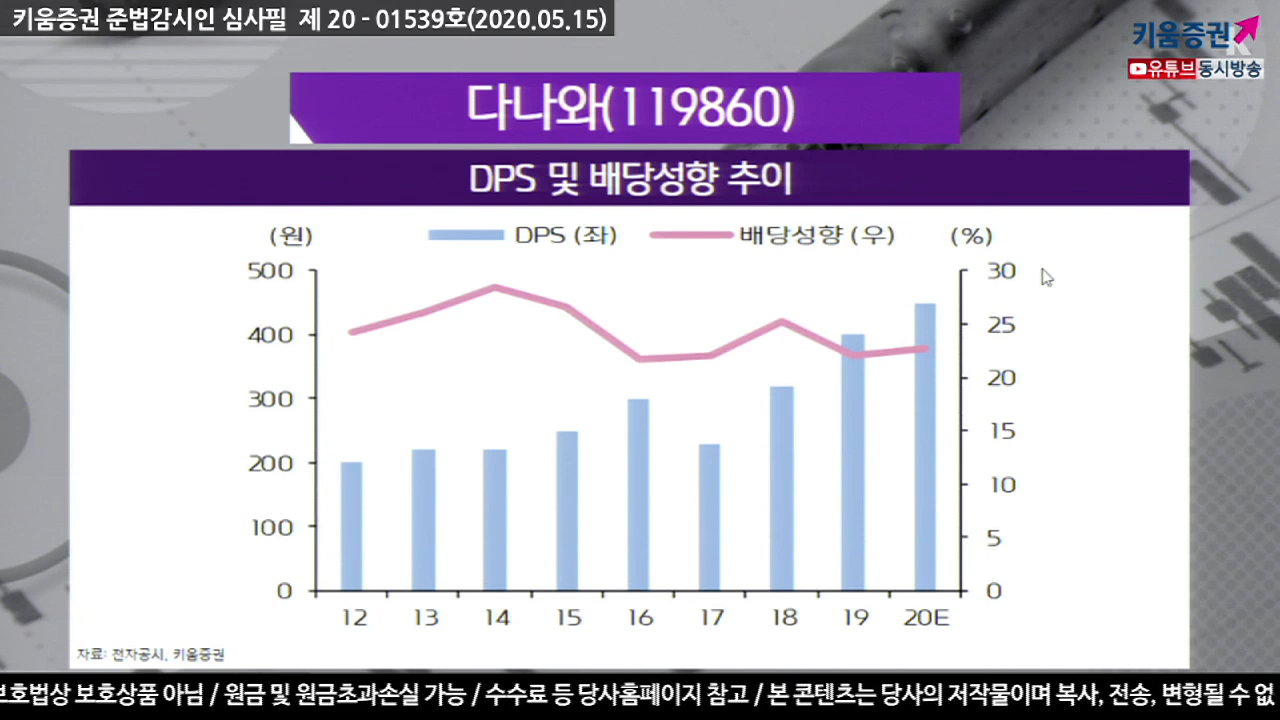 키움증권 준법감시인 심사필 제 20 - 01539호(2020.05.15)
키움증권
유튜브 동시방송
다나와(119860)
DPS 및 배당성향 추이
(원) DPS (좌) 배당성향 (우) (%)
500 30
400 25
300 20
200 15
100 10
0 5
0
12 13 14 15 16 17 18 19 20E
자료: 전자공시, 키움증권
보호법상 보호상품 아님 / 원금 및 원금초과손실 가능 / 수수료 등 당사홈페이지 참고 / 본 콘텐츠는 당사의 저작물이며 복사, 전송, 변형될 수 없